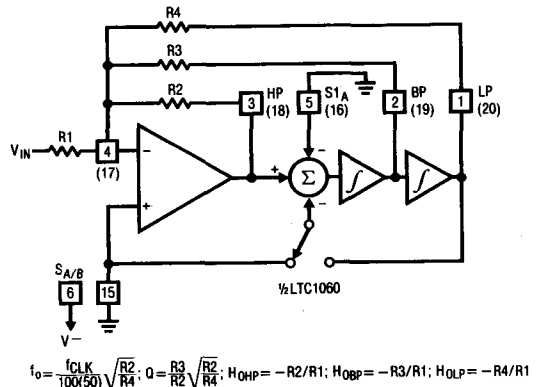 R4
R3
R2
3 HP (18)
5 S1A (16)
2 BP (19)
1 LP (20)
VIN R1 4 (17)
−
+
+ Σ −
−
∫ ∫
SA/B
6 15
V−
½LTC1060
fo = fCLK/100(50) √R2/R4; Q = R3/R2 √R2/R4; HOHP = −R2/R1; HOBP = −R3/R1; HOLP = −R4/R1